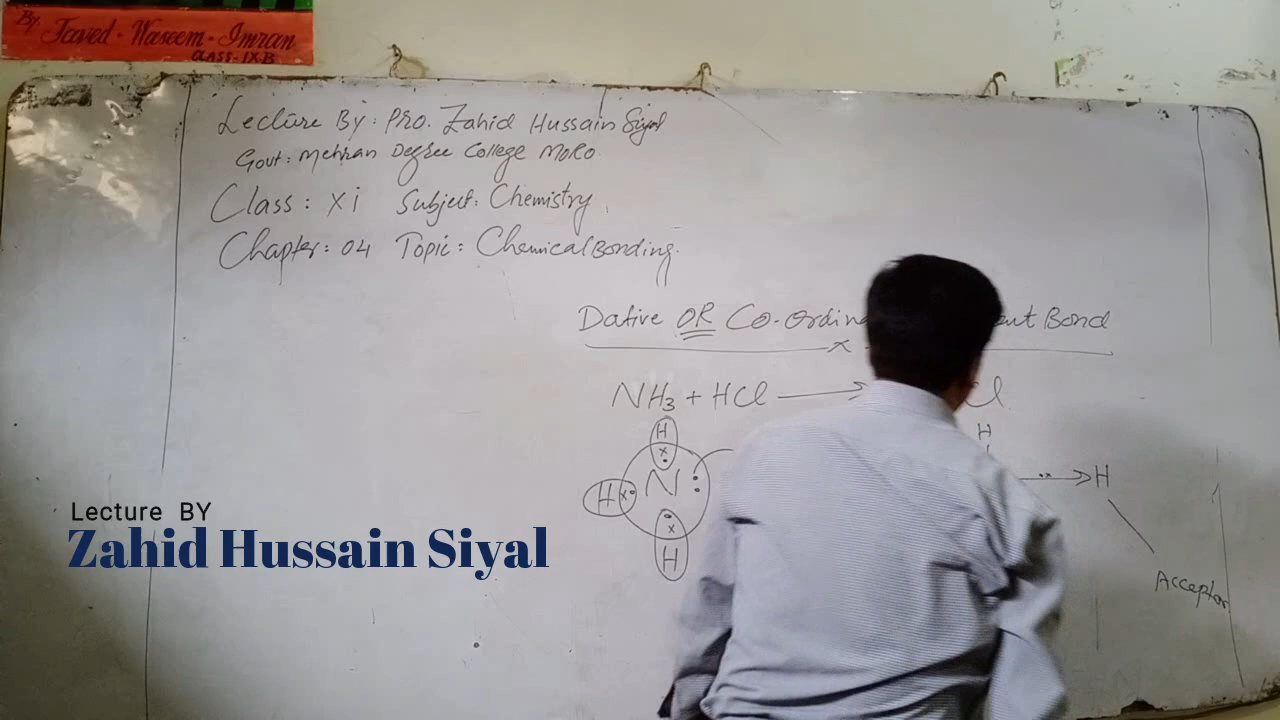 By: Javed - Waseem - Imran
CLASS-IX.B
Lecture By: Pro. Zahid Hussain Siyal
Govt: Mehran Degree College MORO
Class: XI Subject: Chemistry
Chapter: 04 Topic: Chemical Bonding.
Dative OR Co-ordin
Bond
NH3 + HCl ⟶
H
H
H ×• N :
••→ H
×
•
H
Acceptor
Lecture BY
Zahid Hussain Siyal